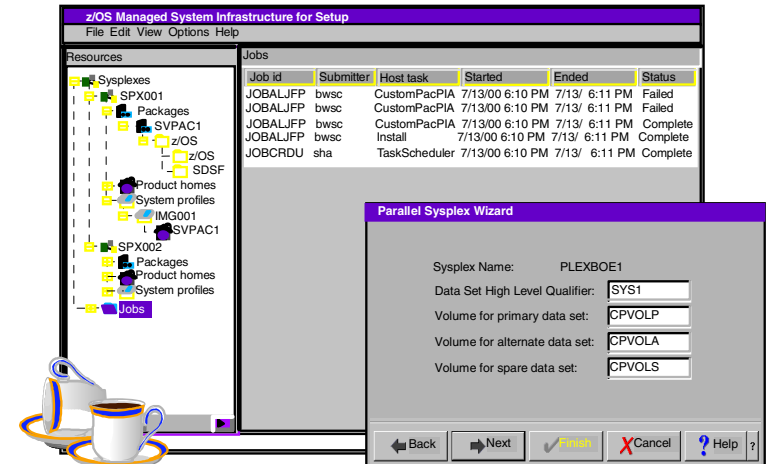 z/OS Managed System Infrastructure for Setup
File Edit View Options Help
Resources
Jobs
Sysplexes
SPX001
Packages
SVPAC1
z/OS
z/OS
SDSF
Product homes
System profiles
IMG001
SVPAC1
SPX002
Packages
Product homes
System profiles
Jobs
Job id Submitter Host task Started Ended Status
JOBALJFP bwsc CustomPacPIA 7/13/00 6:10 PM 7/13/ 6:11 PM Failed
JOBALJFP bwsc CustomPacPIA 7/13/00 6:10 PM 7/13/ 6:11 PM Failed
JOBALJFP bwsc CustomPacPIA 7/13/00 6:10 PM 7/13/ 6:11 PM Complete
JOBALJFP bwsc Install 7/13/00 6:10 PM 7/13/ 6:11 PM Complete
JOBCRDU sha TaskScheduler 7/13/00 6:10 PM 7/13/ 6:11 PM Complete
Parallel Sysplex Wizard
Sysplex Name: PLEXBOE1
Data Set High Level Qualifier: SYS1
Volume for primary data set: CPVOLP
Volume for alternate data set: CPVOLA
Volume for spare data set: CPVOLS
Back Next Finish Cancel ? Help ?